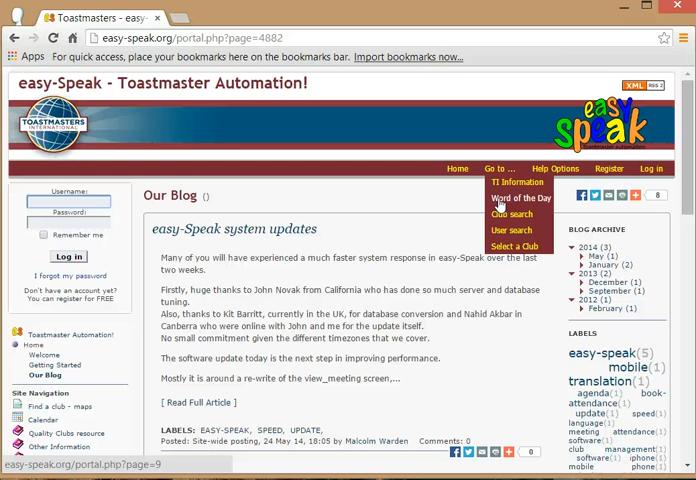 Toastmasters - easy-
easy-speak.org/portal.php?page=4882
Apps
For quick access, place your bookmarks here on the bookmarks bar. Import bookmarks now...
easy-Speak - Toastmaster Automation!
XML RSS 2
TOASTMASTERS
INTERNATIONAL
easy
Speak
toastmaster automation
Home
Go to ...
Help Options
Register
Log in
TI Information
Word of the Day
Club search
User search
Select a Club
Username:
Password:
Remember me
Log in
I forgot my password
Don't have an account yet?
You can register for FREE
Toastmaster Automation!
Home
Welcome
Getting Started
Our Blog
Site Navigation
Find a club - maps
Calendar
Quality Clubs resource
Other Information
Our Blog ()
8
easy-Speak system updates
Many of you will have experienced a much faster system response in easy-Speak over the last
two weeks.
Firstly, huge thanks to John Novak from California who has done so much server and database
tuning.
Also, thanks to Kit Barritt, currently in the UK, for database conversion and Nahid Akbar in
Canberra who were online with John and me for the update itself.
No small commitment given the different timezones that we cover.
The software update today is the next step in improving performance.
Mostly it is around a re-write of the view_meeting screen,...
[ Read Full Article ]
LABELS: EASY-SPEAK, SPEED, UPDATE,
Posted: Site-wide posting, 24 May 14, 18:05 by Malcolm Warden Comments: 0
0
BLOG ARCHIVE
2014 (3)
May (1)
January (2)
2013 (2)
December (1)
September (1)
2012 (1)
February (1)
LABELS
easy-speak(5)
mobile(1)
translation(1)
agenda(1) book-
attendance(1)
update(1) speed(1)
language(1)
meeting attendance(1)
software(1)
club management(1)
software(1) iphone(1)
mobile phone(1)
easy-speak.org/portal.php?page=9